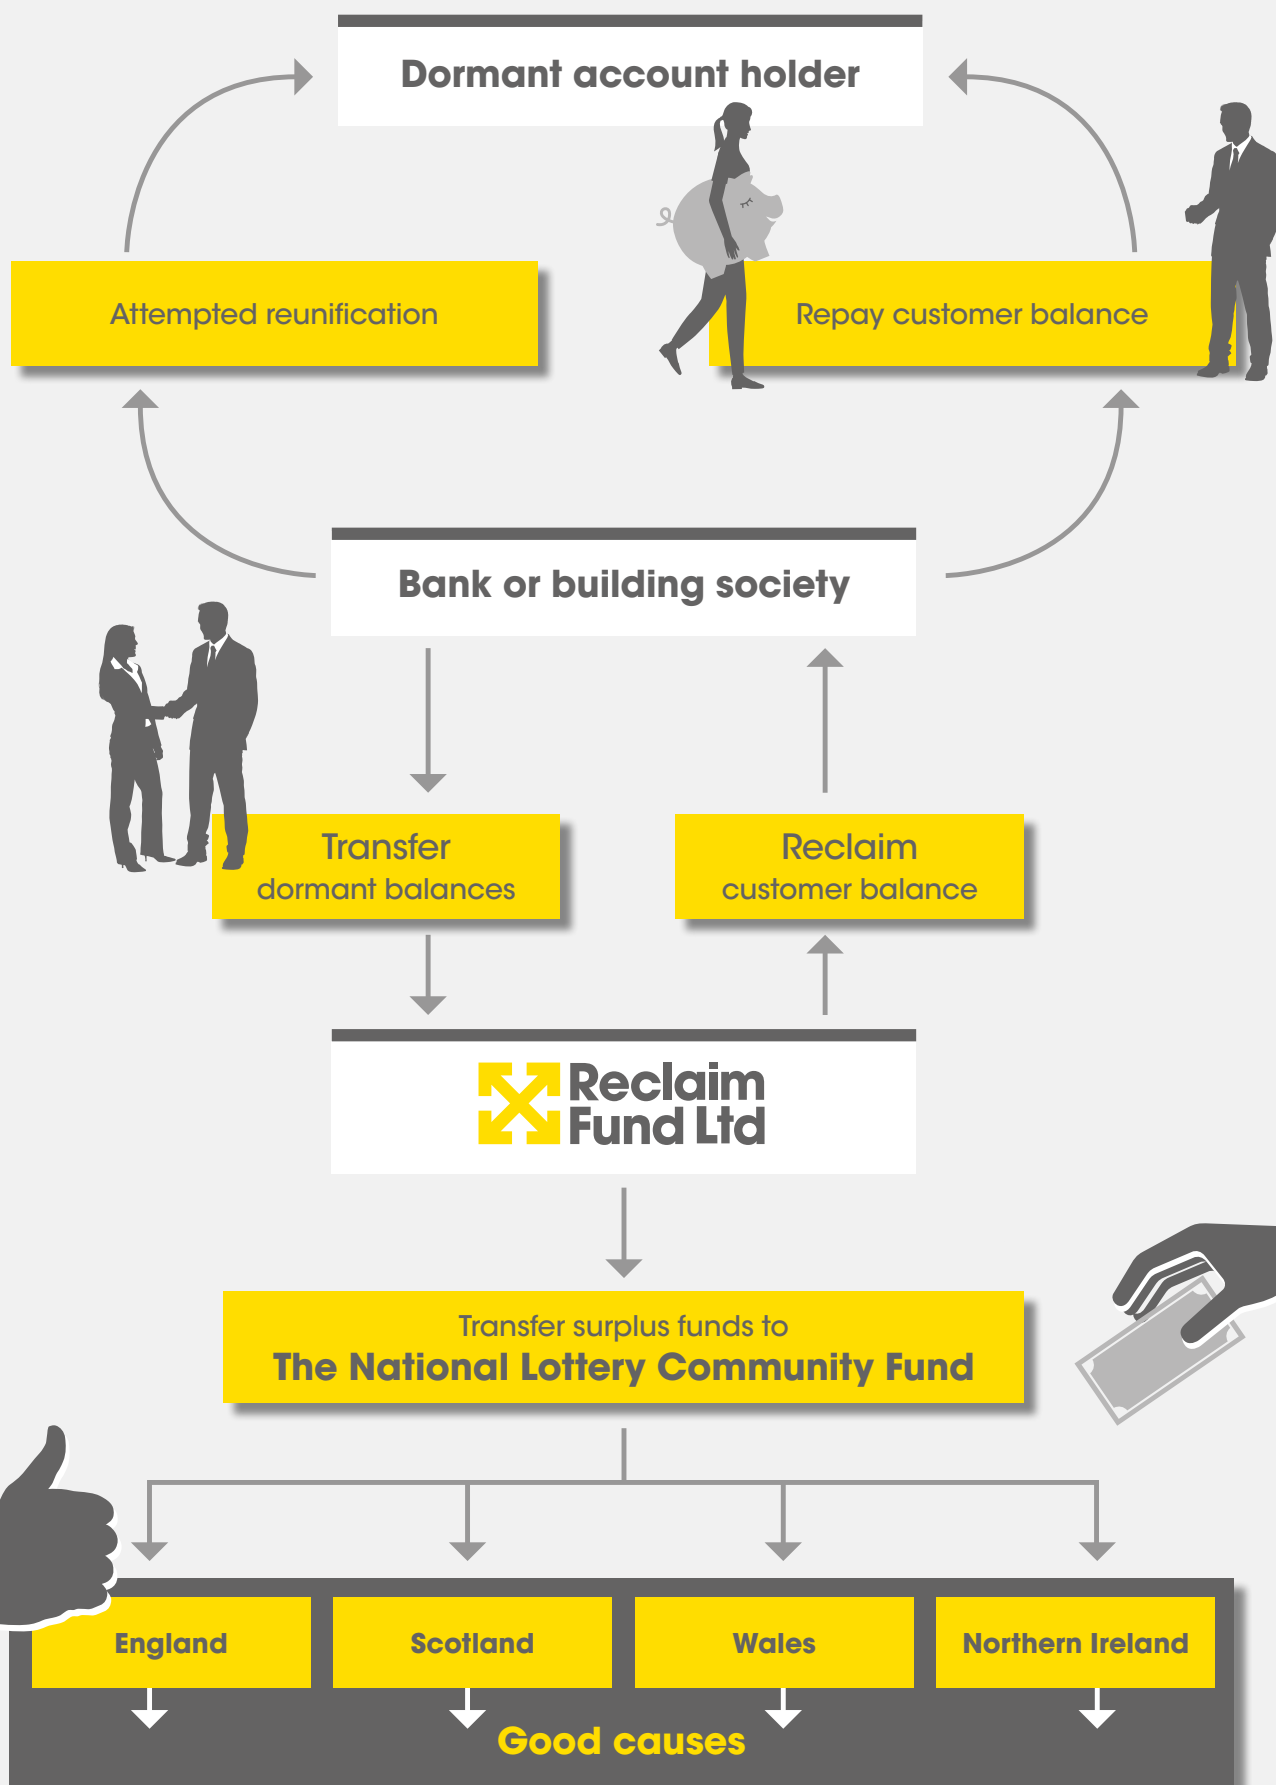 Dormant account holder
Attempted reunification
Repay customer balance
Bank or building society
Transfer
dormant balances
Reclaim
customer balance
Reclaim
Fund Ltd
Transfer surplus funds to
The National Lottery Community Fund
England
Scotland
Wales
Northern Ireland
Good causes